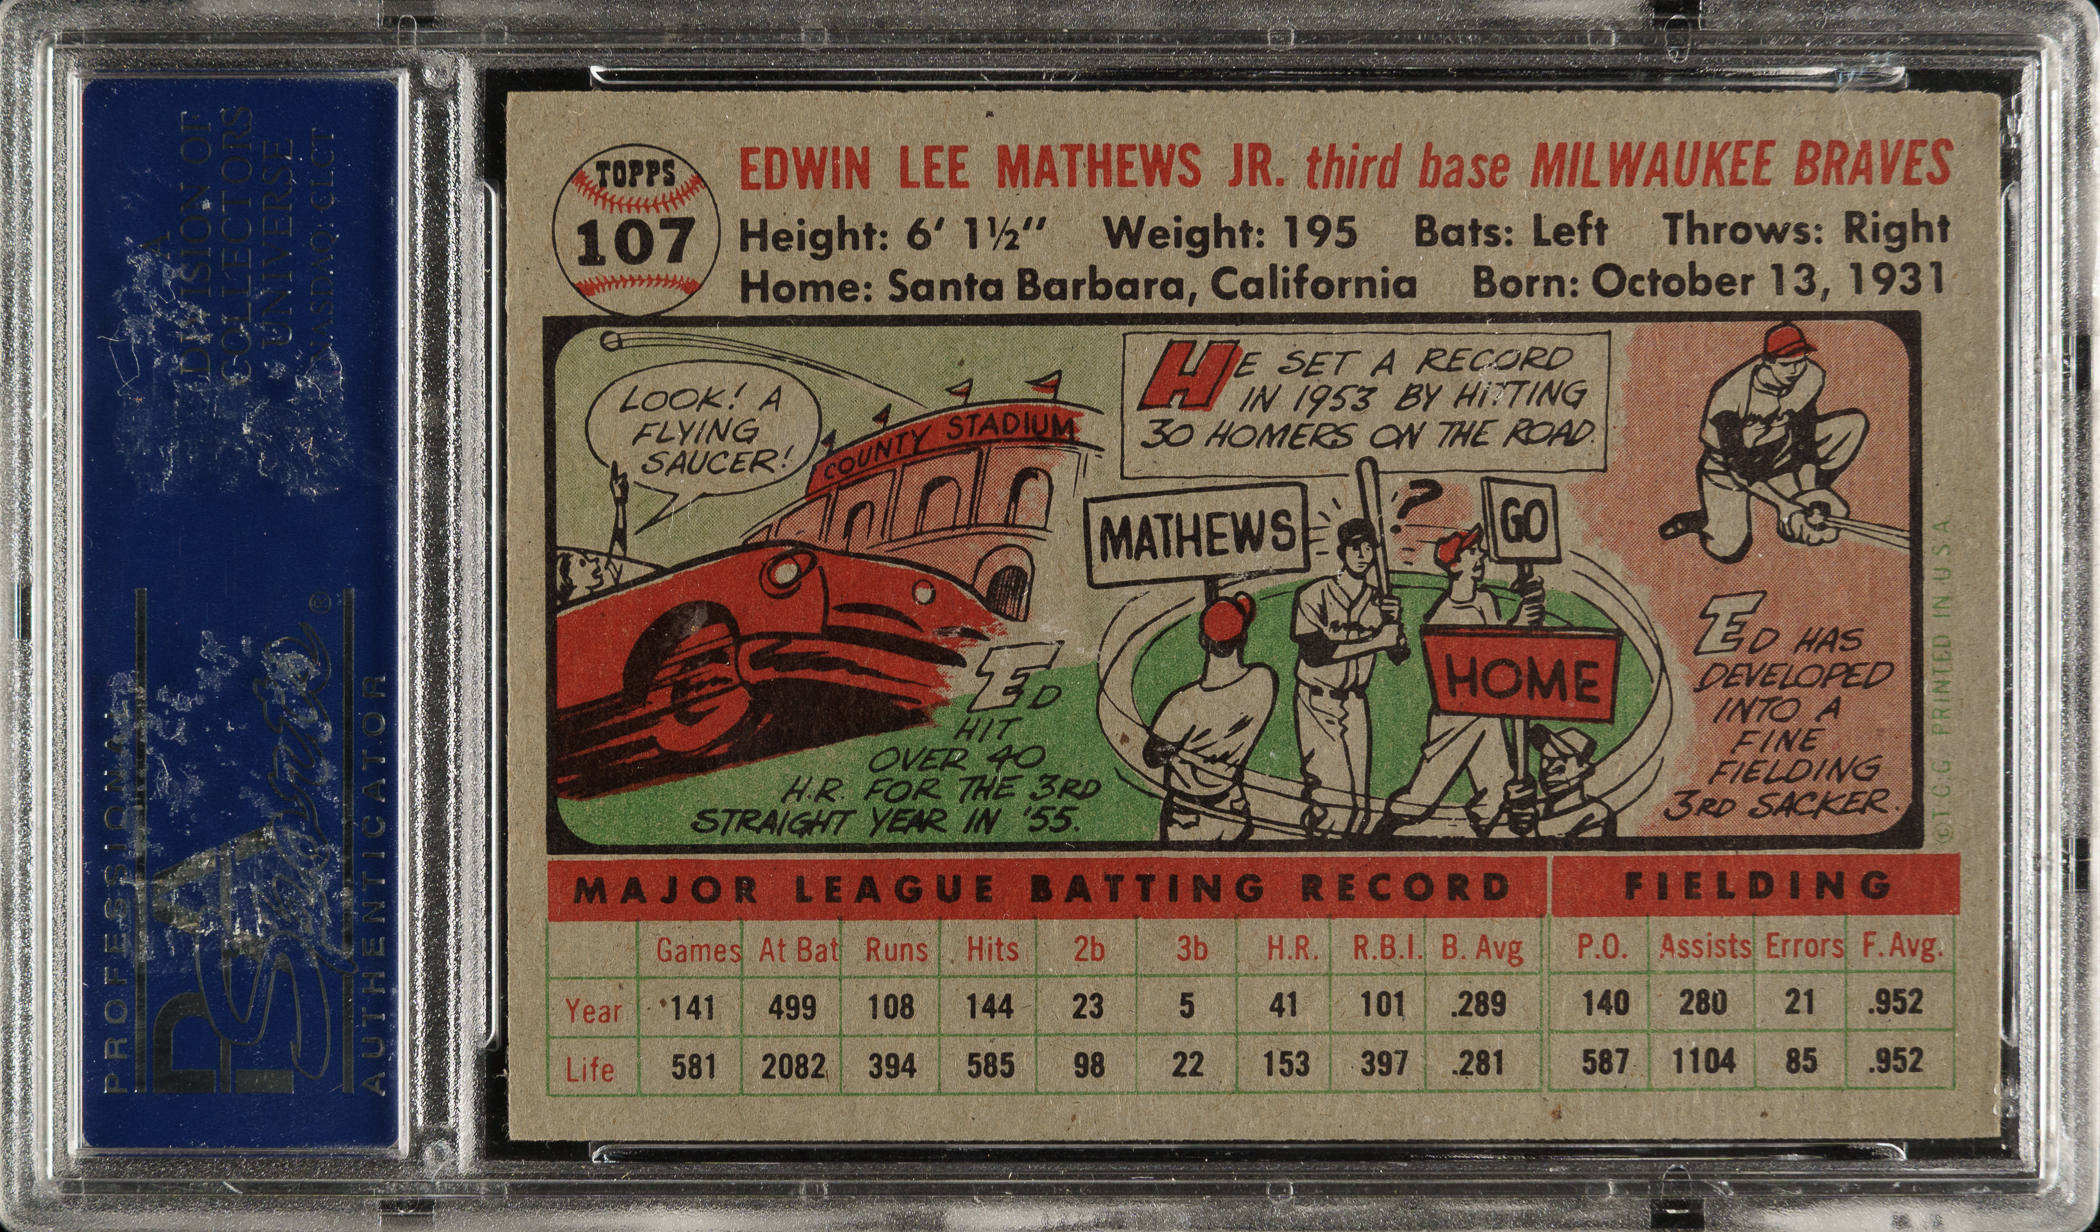 A
DIVISION OF
COLLECTORS
UNIVERSE
NASDAQ: CLCT
PROFESSIONAL
PSA
Sports
®
AUTHENTICATOR
TOPPS
107
EDWIN LEE MATHEWS JR. third base MILWAUKEE BRAVES
Height: 6' 1½" Weight: 195 Bats: Left Throws: Right
Home: Santa Barbara, California Born: October 13, 1931
LOOK! A
FLYING
SAUCER!
COUNTY STADIUM
ED
HIT
OVER 40
H.R. FOR THE 3RD
STRAIGHT YEAR IN '55.
HE SET A RECORD
IN 1953 BY HITTING
30 HOMERS ON THE ROAD.
MATHEWS
?
GO
HOME
ED HAS
DEVELOPED
INTO A
FINE
FIELDING
3RD SACKER.
©T.C.G. PRINTED IN U.S.A.
MAJOR LEAGUE BATTING RECORD FIELDING
Games At Bat Runs Hits 2b 3b H.R. R.B.I. B. Avg P.O. Assists Errors F. Avg.
Year 141 499 108 144 23 5 41 101 .289 140 280 21 .952
Life 581 2082 394 585 98 22 153 397 .281 587 1104 85 .952